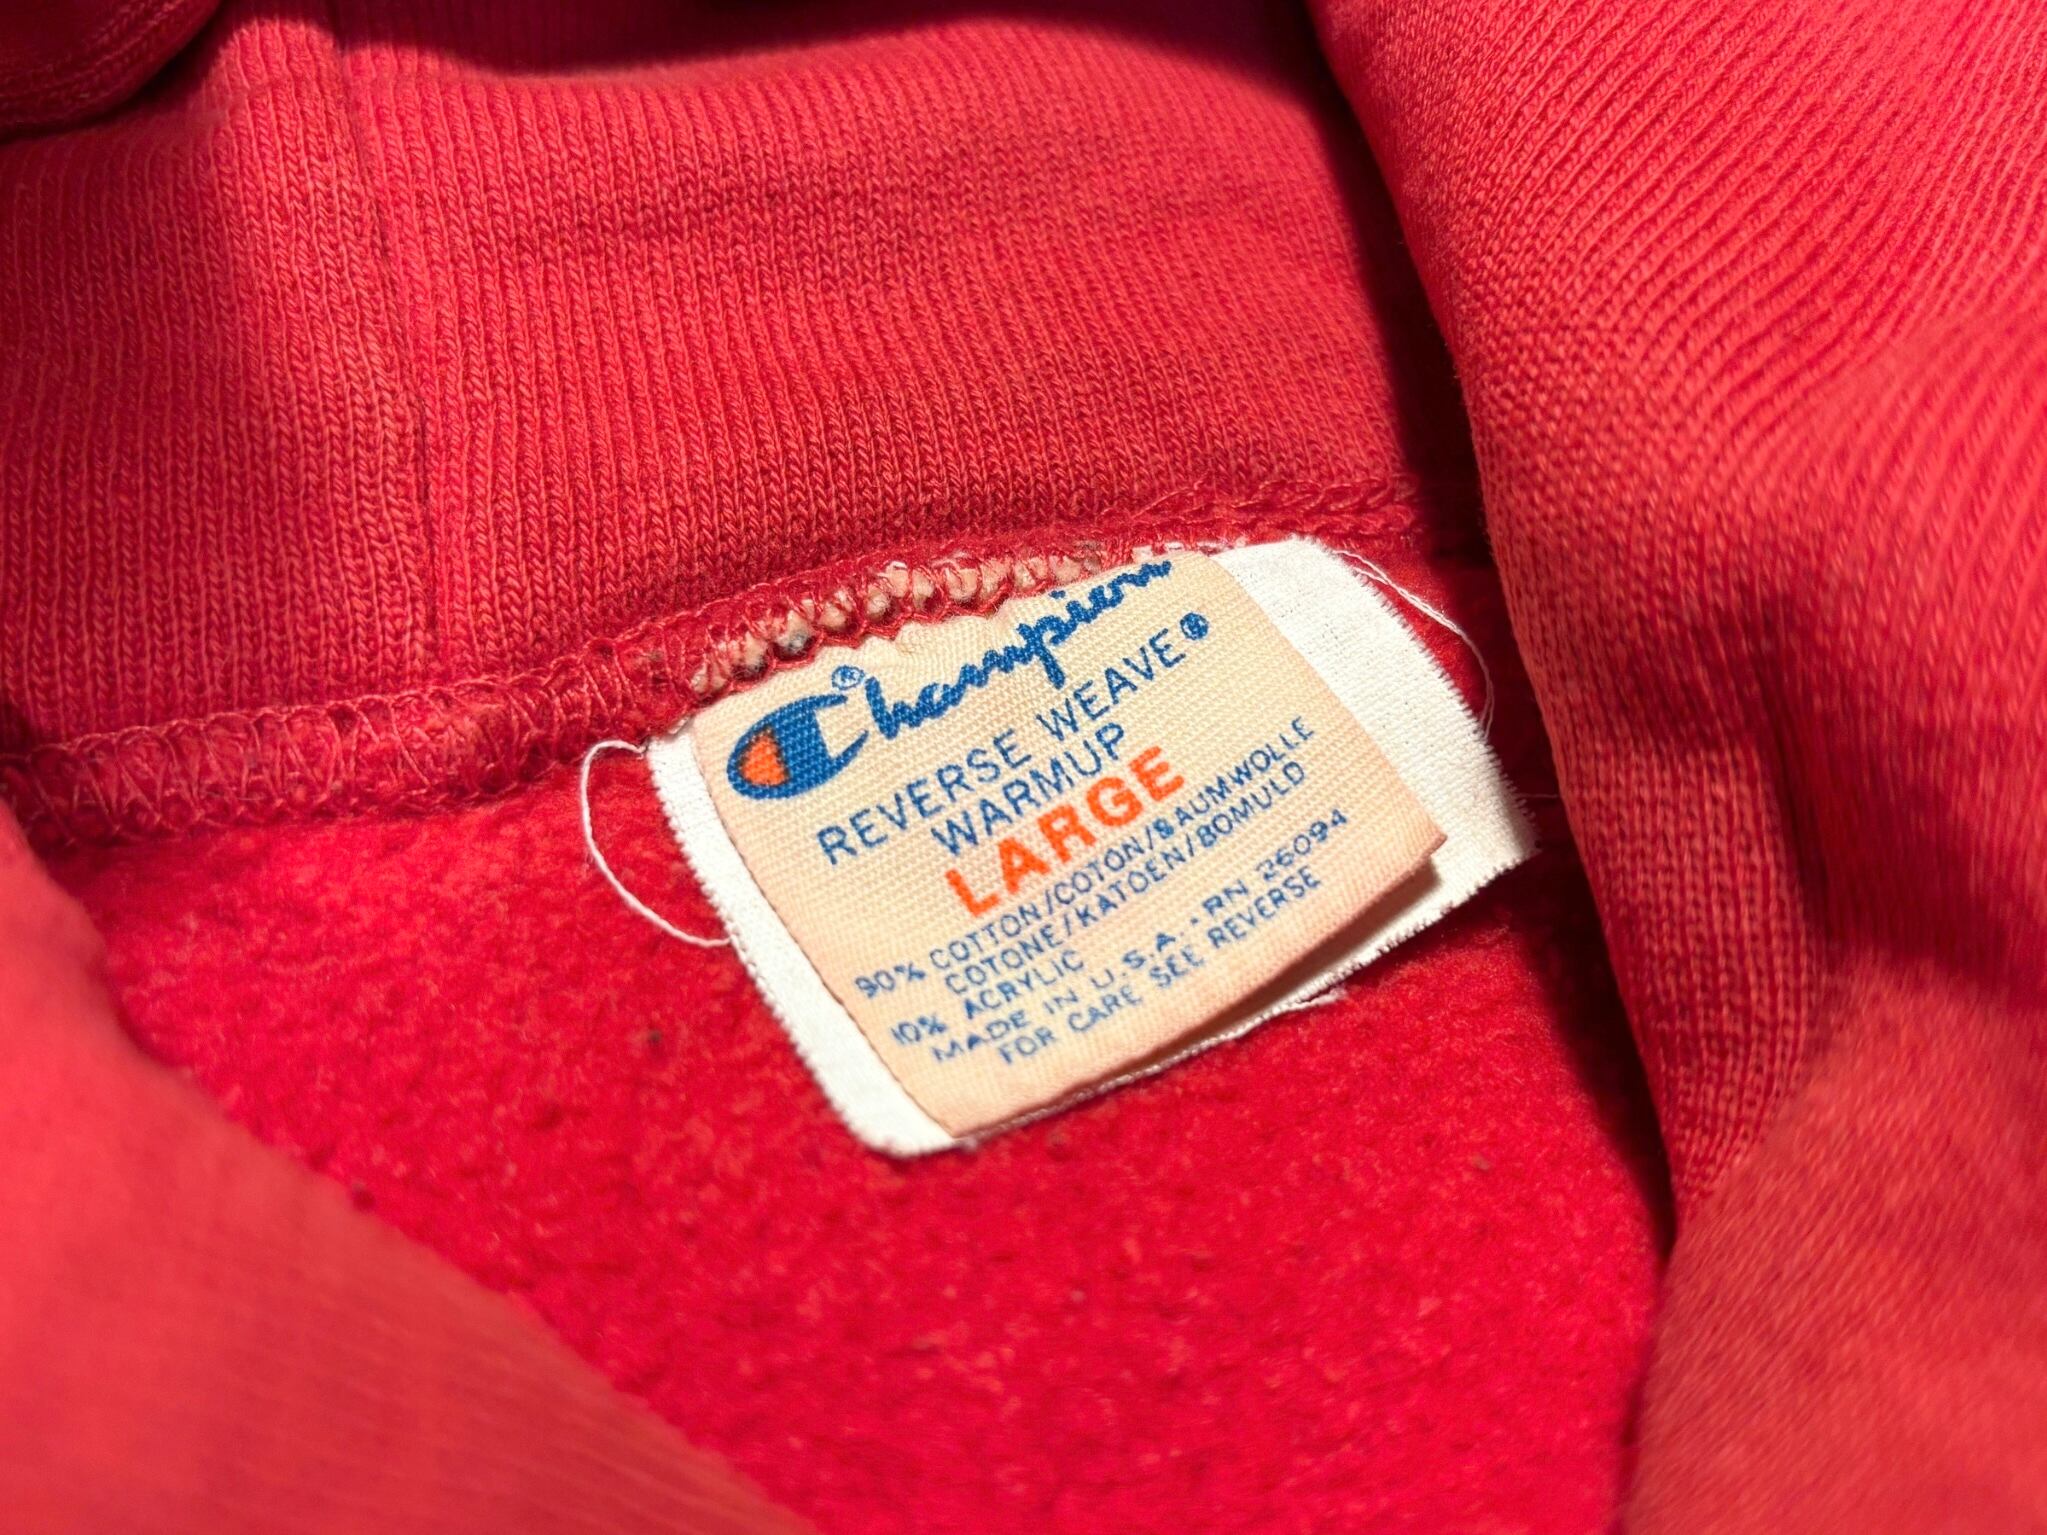 Champion®
REVERSE WEAVE®
WARMUP
LARGE
90% COTTON/COTON/BAUMWOLLE
COTONE/KATOEN/BOMULD
10% ACRYLIC
MADE IN U.S.A.-RN 26094
FOR CARE SEE REVERSE